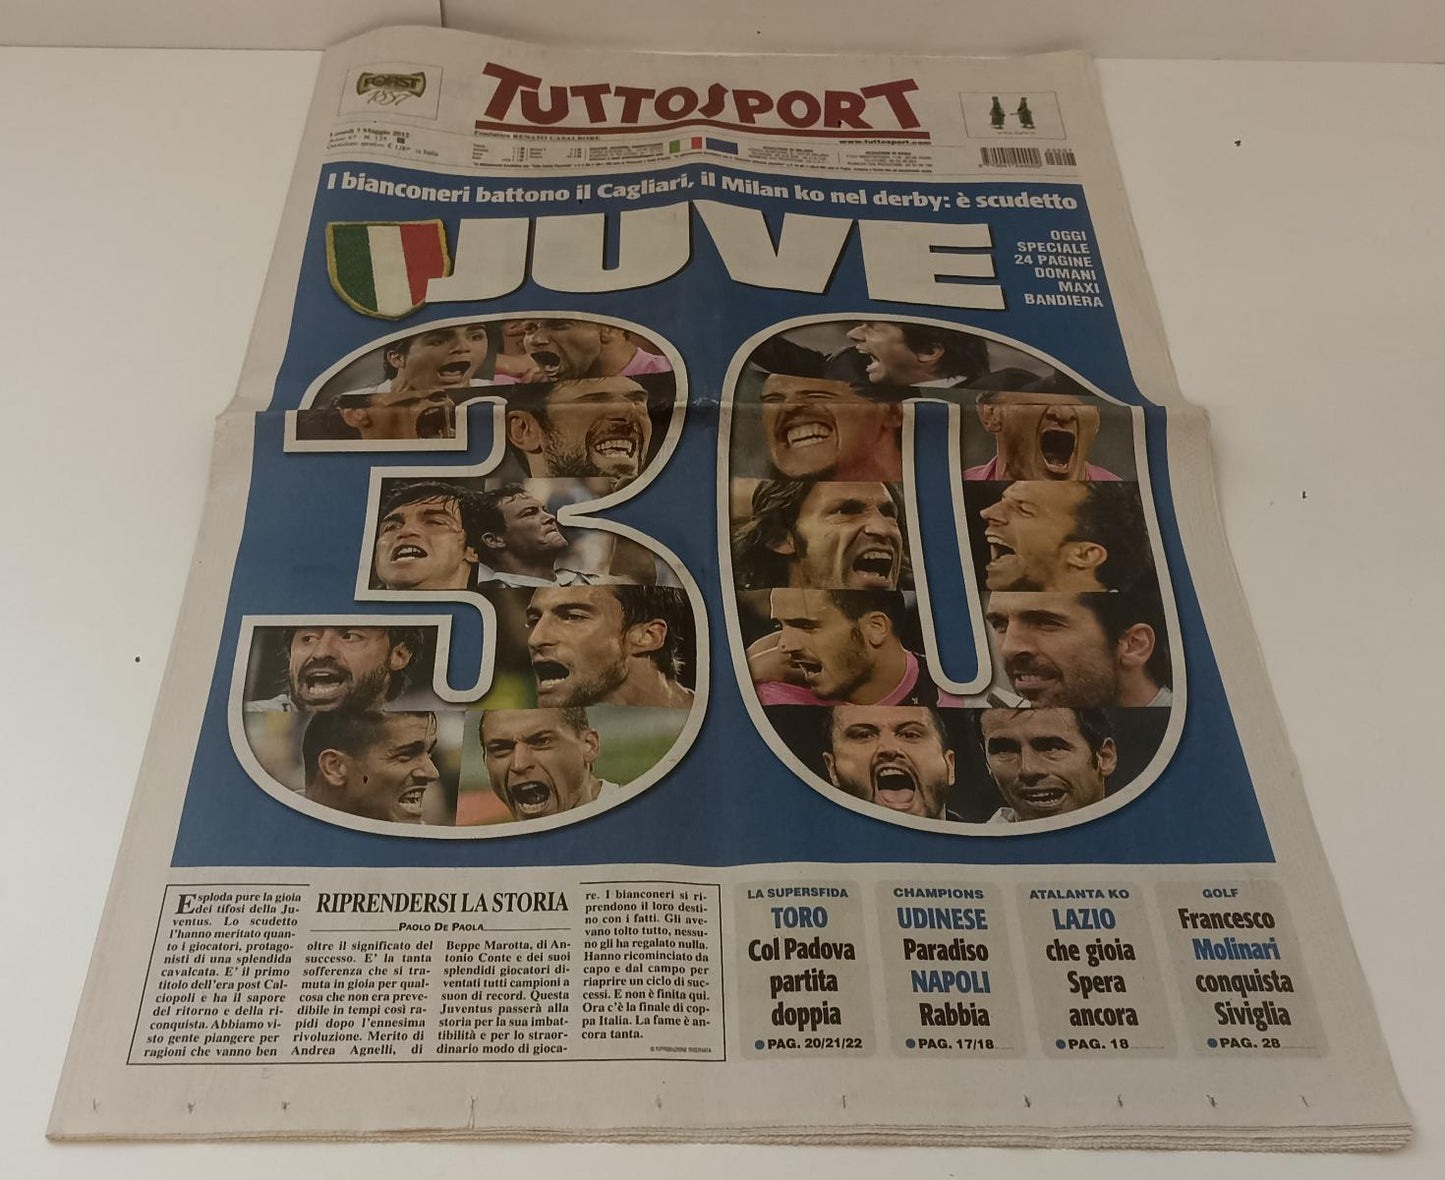 FORST
1857
TUTTOSPORT
Lunedì 7 Maggio 2012
Fondatore RENATO CASALBORE
www.tuttosport.com
I bianconeri battono il Cagliari, il Milan ko nel derby: è scudetto
JUVE
OGGI
SPECIALE
24 PAGINE
DOMANI
MAXI
BANDIERA
30
RIPRENDERSI LA STORIA
PAOLO DE PAOLA
Esploda pure la gioia
dei tifosi della Ju-
ventus. Lo scudetto
l'hanno meritato quan-
to i giocatori, protago-
nisti di una splendida
cavalcata. E' il primo
titolo dell'era post Cal-
ciopoli e ha il sapore
del ritorno e della ri-
conquista. Abbiamo vi-
sto gente piangere per
ragioni che vanno ben
oltre il significato del
successo. E' la tanta
sofferenza che si tra-
muta in gioia per qual-
cosa che non era preve-
dibile in tempi così ra-
pidi dopo l'ennesima
rivoluzione. Merito di
Andrea Agnelli, di
Beppe Marotta, di An-
tonio Conte e dei suoi
splendidi giocatori di-
ventati tutti campioni a
suon di record. Questa
Juventus passerà alla
storia per la sua imbat-
tibilità e per lo straor-
dinario modo di gioca-
re. I bianconeri si ri-
prendono il loro desti-
no con i fatti. Gli ave-
vano tolto tutto, nessu-
no gli ha regalato nulla.
Hanno ricominciato da
capo e dal campo per
riaprire un ciclo di suc-
cessi. E non è finita qui.
Ora c'è la finale di cop-
pa Italia. La fame è an-
cora tanta.
© RIPRODUZIONE RISERVATA
LA SUPERSFIDA
TORO
Col Padova
partita
doppia
PAG. 20/21/22
CHAMPIONS
UDINESE
Paradiso
NAPOLI
Rabbia
PAG. 17/18
ATALANTA KO
LAZIO
che gioia
Spera
ancora
PAG. 18
GOLF
Francesco
Molinari
conquista
Siviglia
PAG. 28